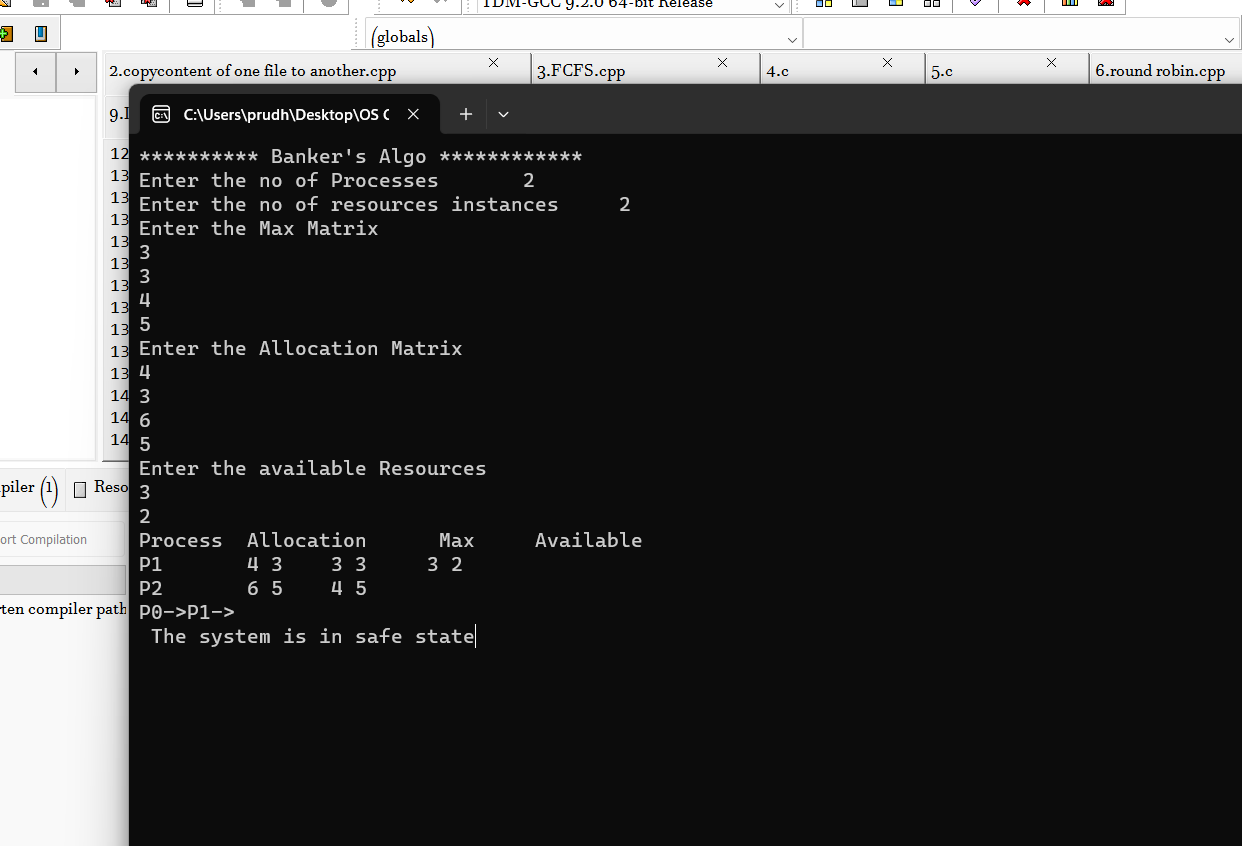 TDM-GCC 9.2.0 64-bit Release
(globals)
2.copycontent of one file to another.cpp
3.FCFS.cpp
4.c
5.c
6.round robin.cpp
C:\Users\prudh\Desktop\OS
********** Banker's Algo ************
Enter the no of Processes 2
Enter the no of resources instances 2
Enter the Max Matrix
3
3
4
5
Enter the Allocation Matrix
4
3
6
5
Enter the available Resources
3
2
Process Allocation Max Available
P1 4 3 3 3 3 2
P2 6 5 4 5
P0->P1->
The system is in safe state
12
13
13
13
13
13
13
13
13
13
13
14
14
14
piler (1)
Reso
ort Compilation
ten compiler path